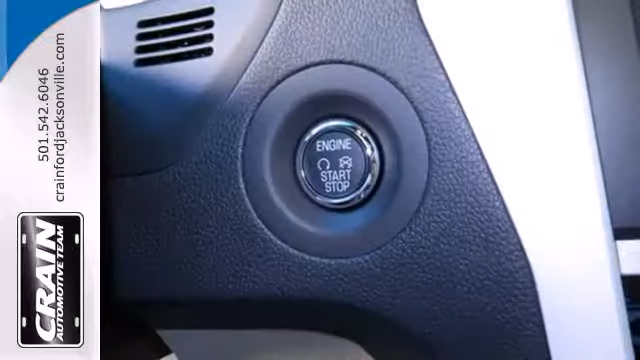 501.542.6046
crainfordjacksonville.com
CRAIN
AUTOMOTIVE TEAM
ENGINE
START
STOP